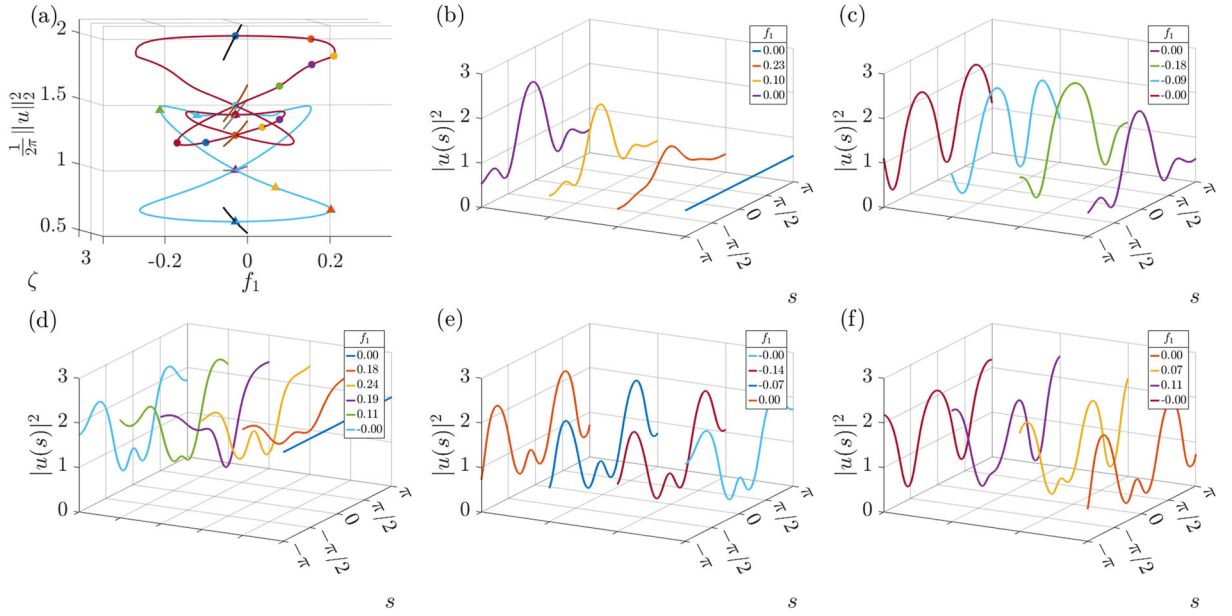 (a)
2
1.5
1
0.5
1/2π ||u||₂²
3
ζ
-0.2
0
0.2
f₁
(b)
3
2
1
0
|u(s)|²
f₁
0.00
0.23
0.10
0.00
-π
-π/2
0
π/2
π
s
(c)
3
2
1
0
|u(s)|²
f₁
0.00
-0.18
-0.09
-0.00
-π
-π/2
0
π/2
π
s
(d)
3
2
1
0
|u(s)|²
f₁
0.00
0.18
0.24
0.19
0.11
-0.00
-π
-π/2
0
π/2
π
s
(e)
3
2
1
0
|u(s)|²
f₁
-0.00
-0.14
-0.07
0.00
-π
-π/2
0
π/2
π
s
(f)
3
2
1
0
|u(s)|²
f₁
0.00
0.07
0.11
-0.00
-π
-π/2
0
π/2
π
s